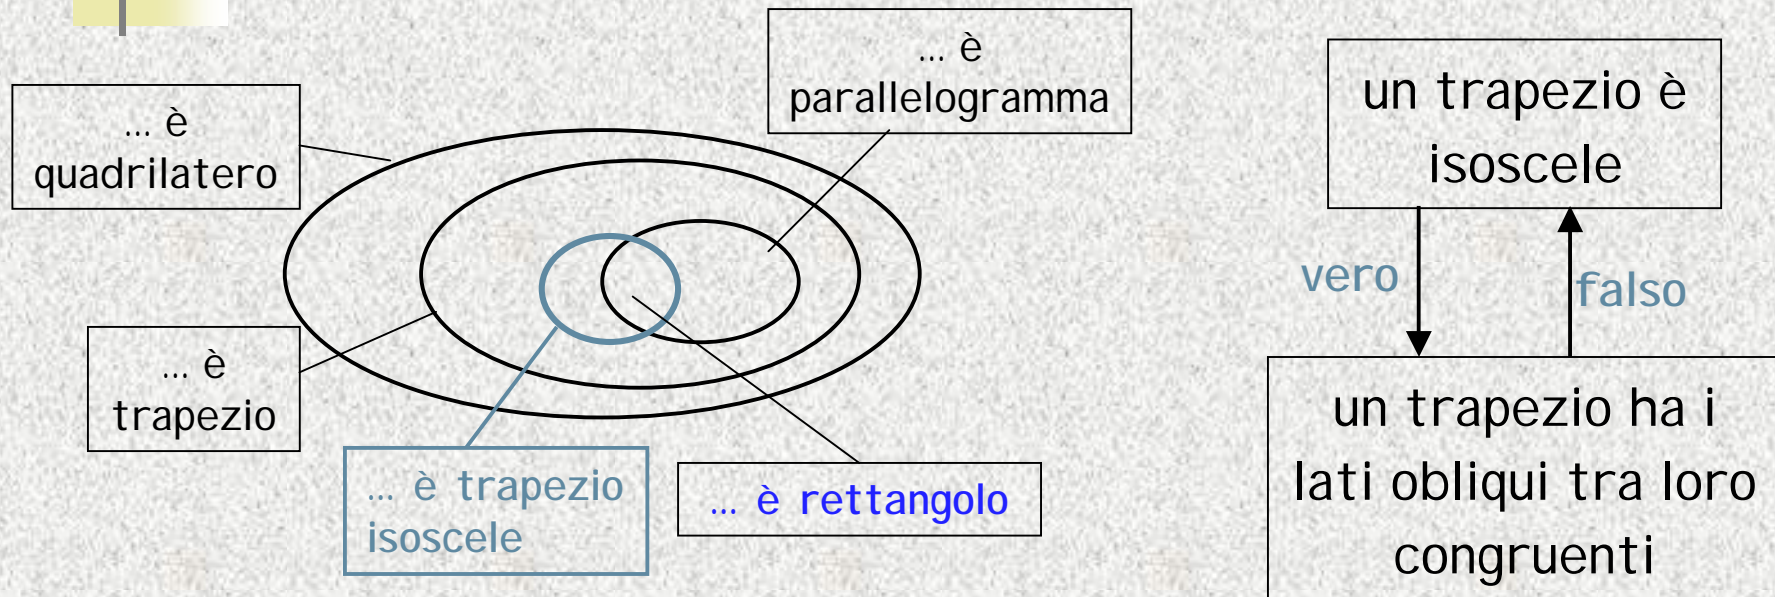 ... è
parallelogramma
... è
quadrilatero
... è
trapezio
... è trapezio
isoscele
... è rettangolo
un trapezio è
isoscele
vero
falso
un trapezio ha i
lati obliqui tra loro
congruenti